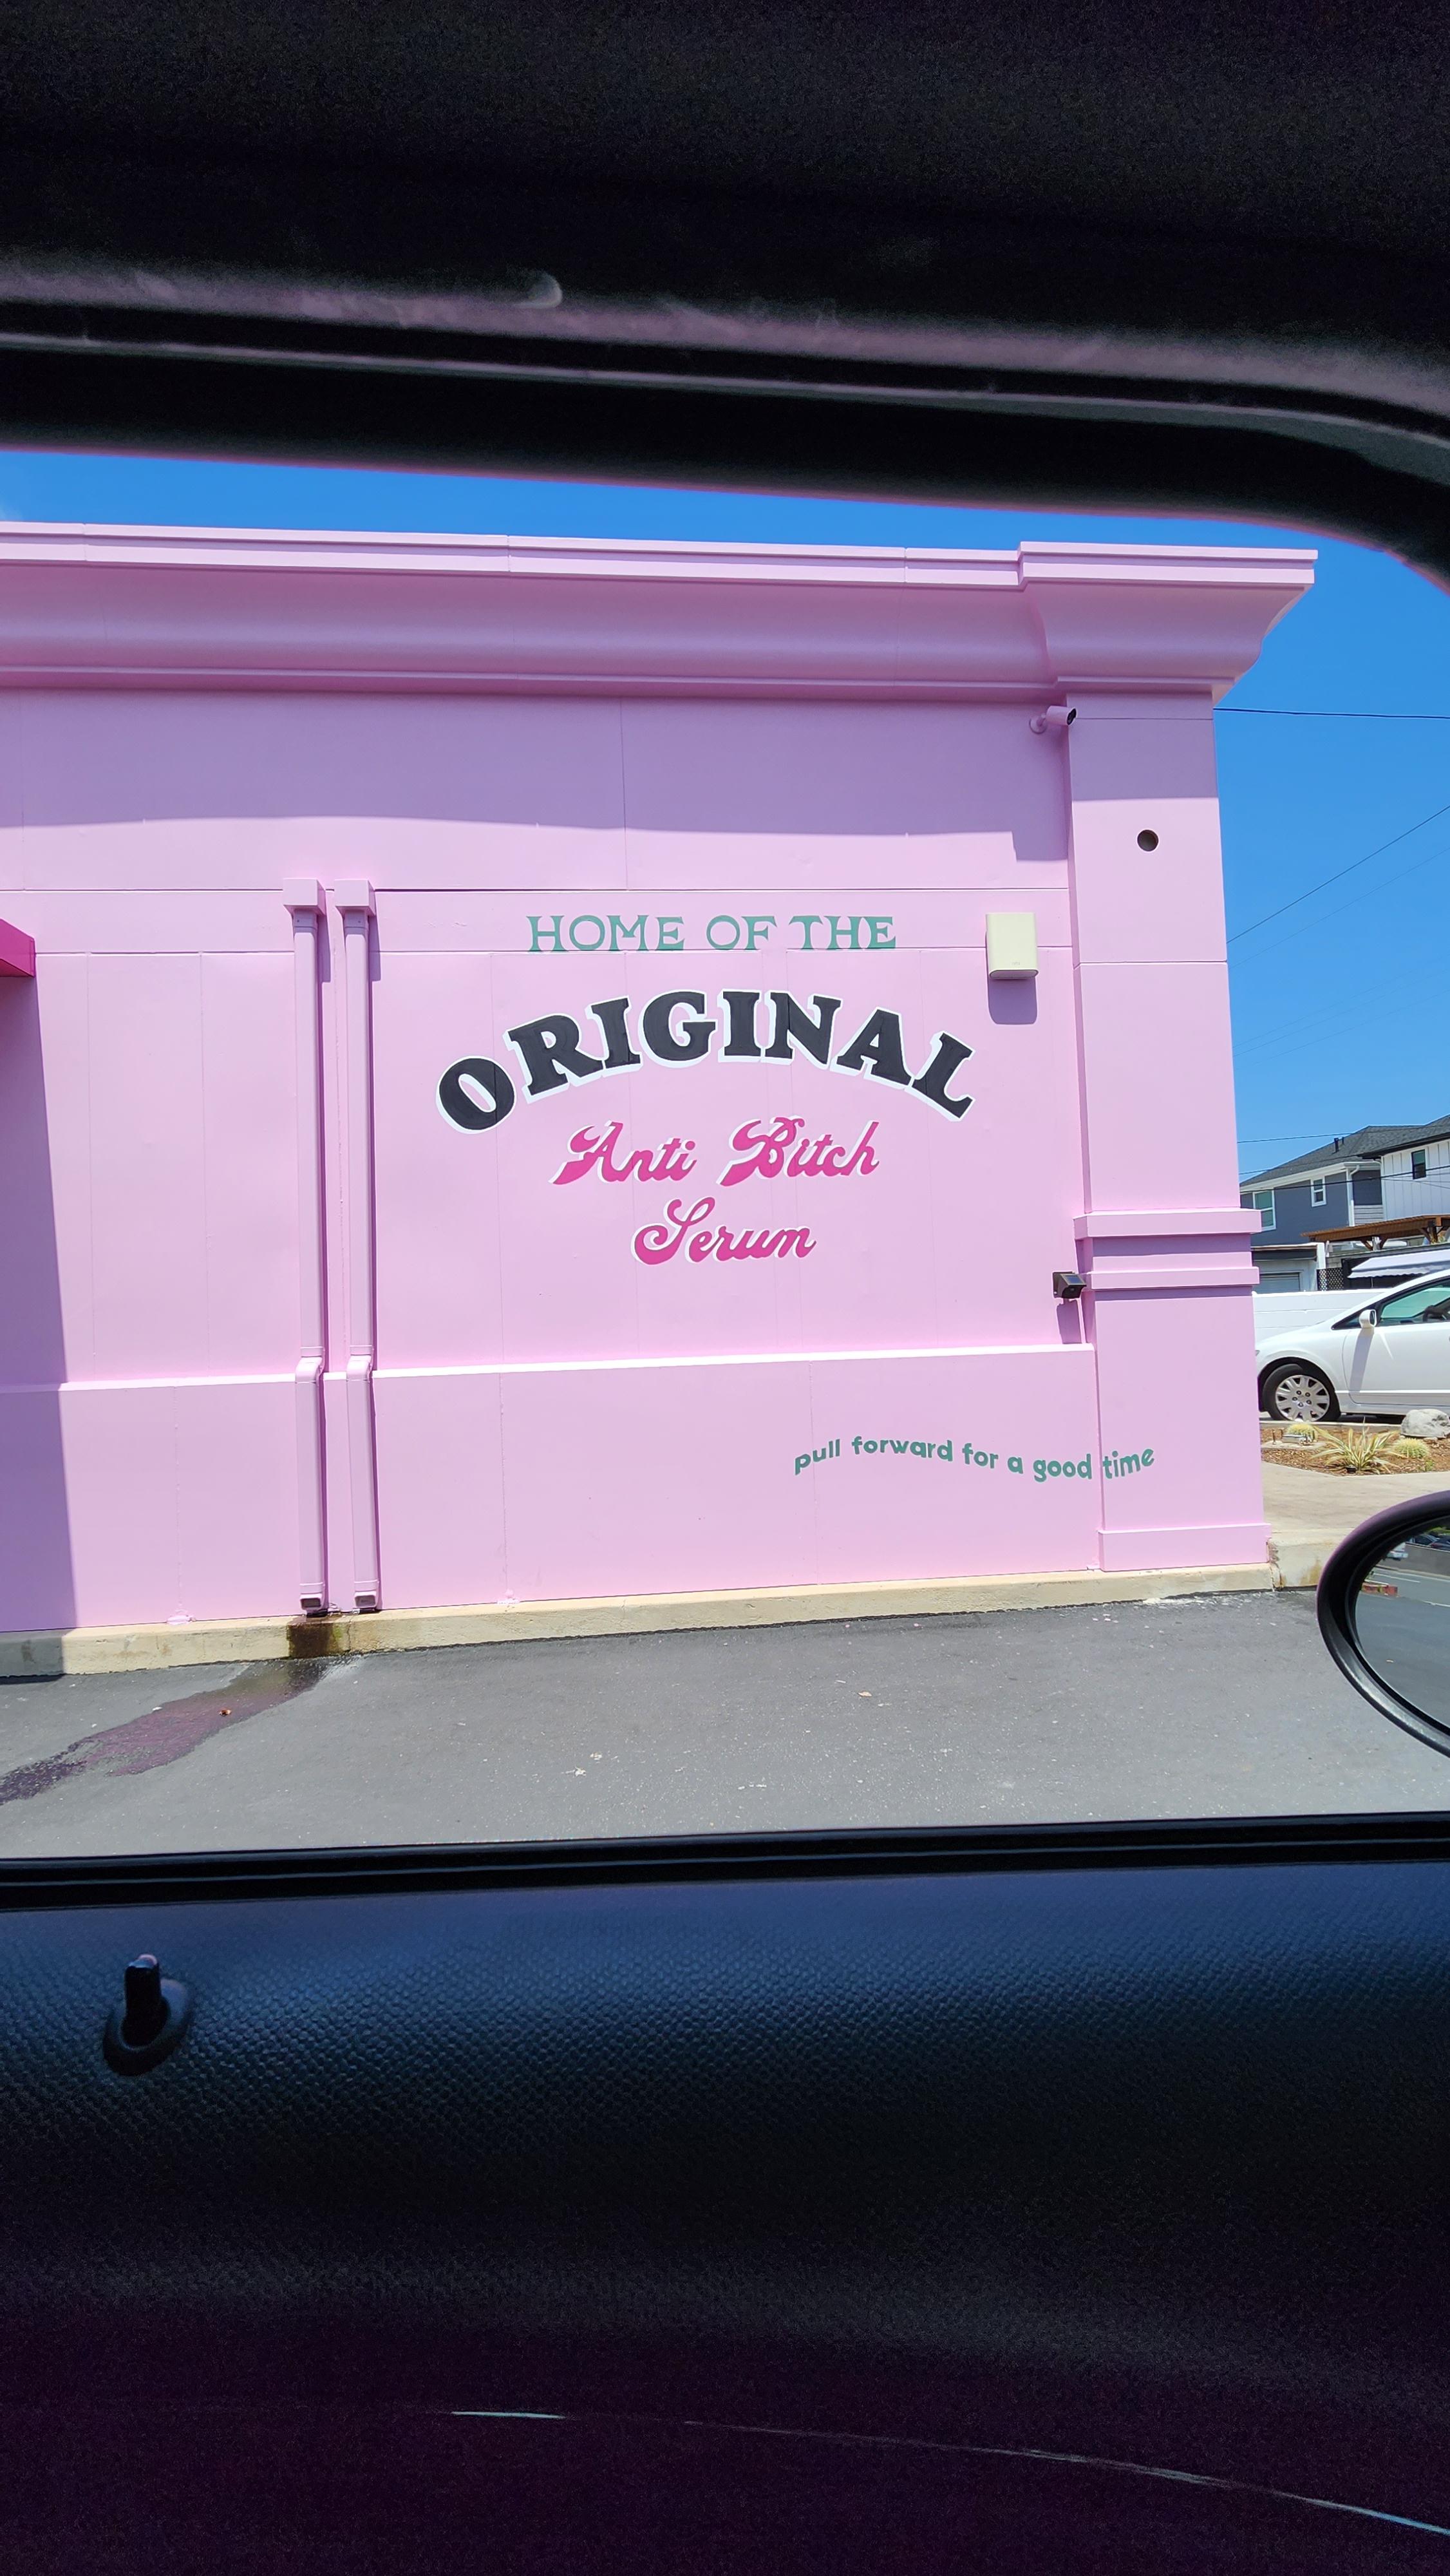 HOME OF THE
ORIGINAL
Anti Bitch
Serum
pull forward for a good time